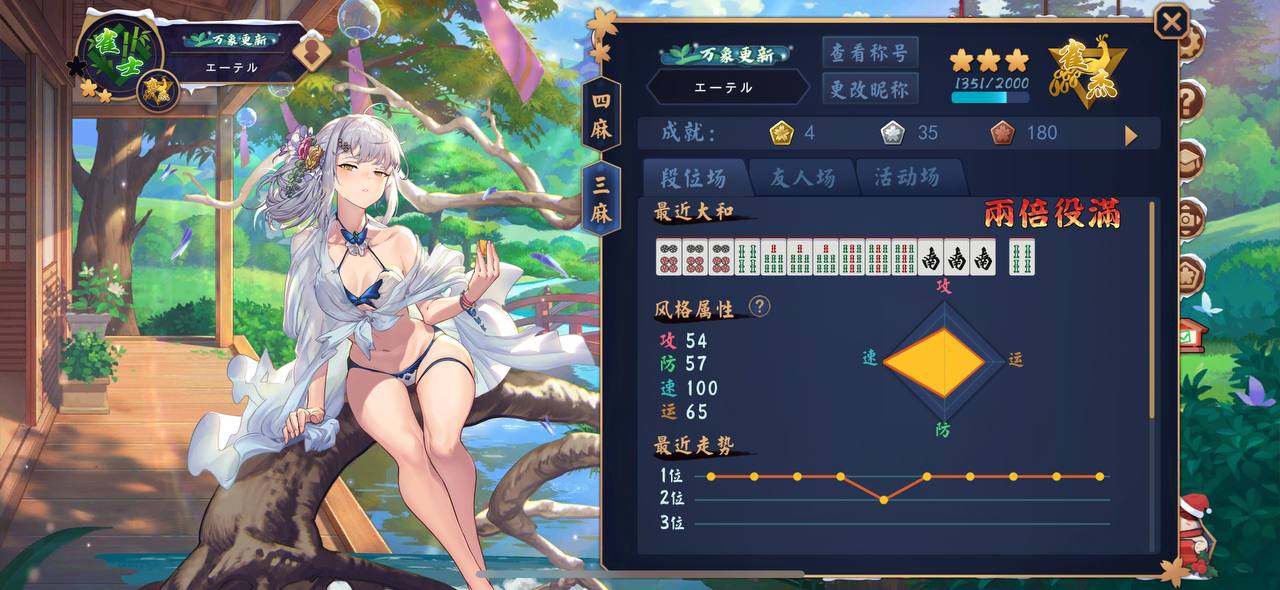 雀士
万象更新
エーテル
四麻
三麻
万象更新
エーテル
查看称号
更改昵称
1351/2000
雀杰
成就：
4
35
180
段位场
友人场
活动场
最近大和
兩倍役滿
南 南 南
风格属性
?
攻 54
防 57
速 100
运 65
攻
速
运
防
最近走势
1位
2位
3位